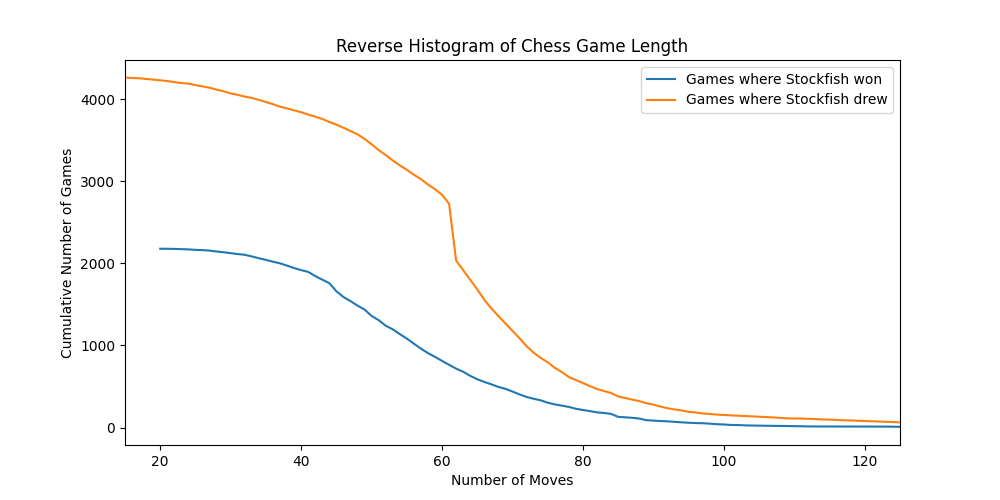 Reverse Histogram of Chess Game Length
Games where Stockfish won
Games where Stockfish drew
Cumulative Number of Games
4000
3000
2000
1000
0
20 40 60 80 100 120
Number of Moves